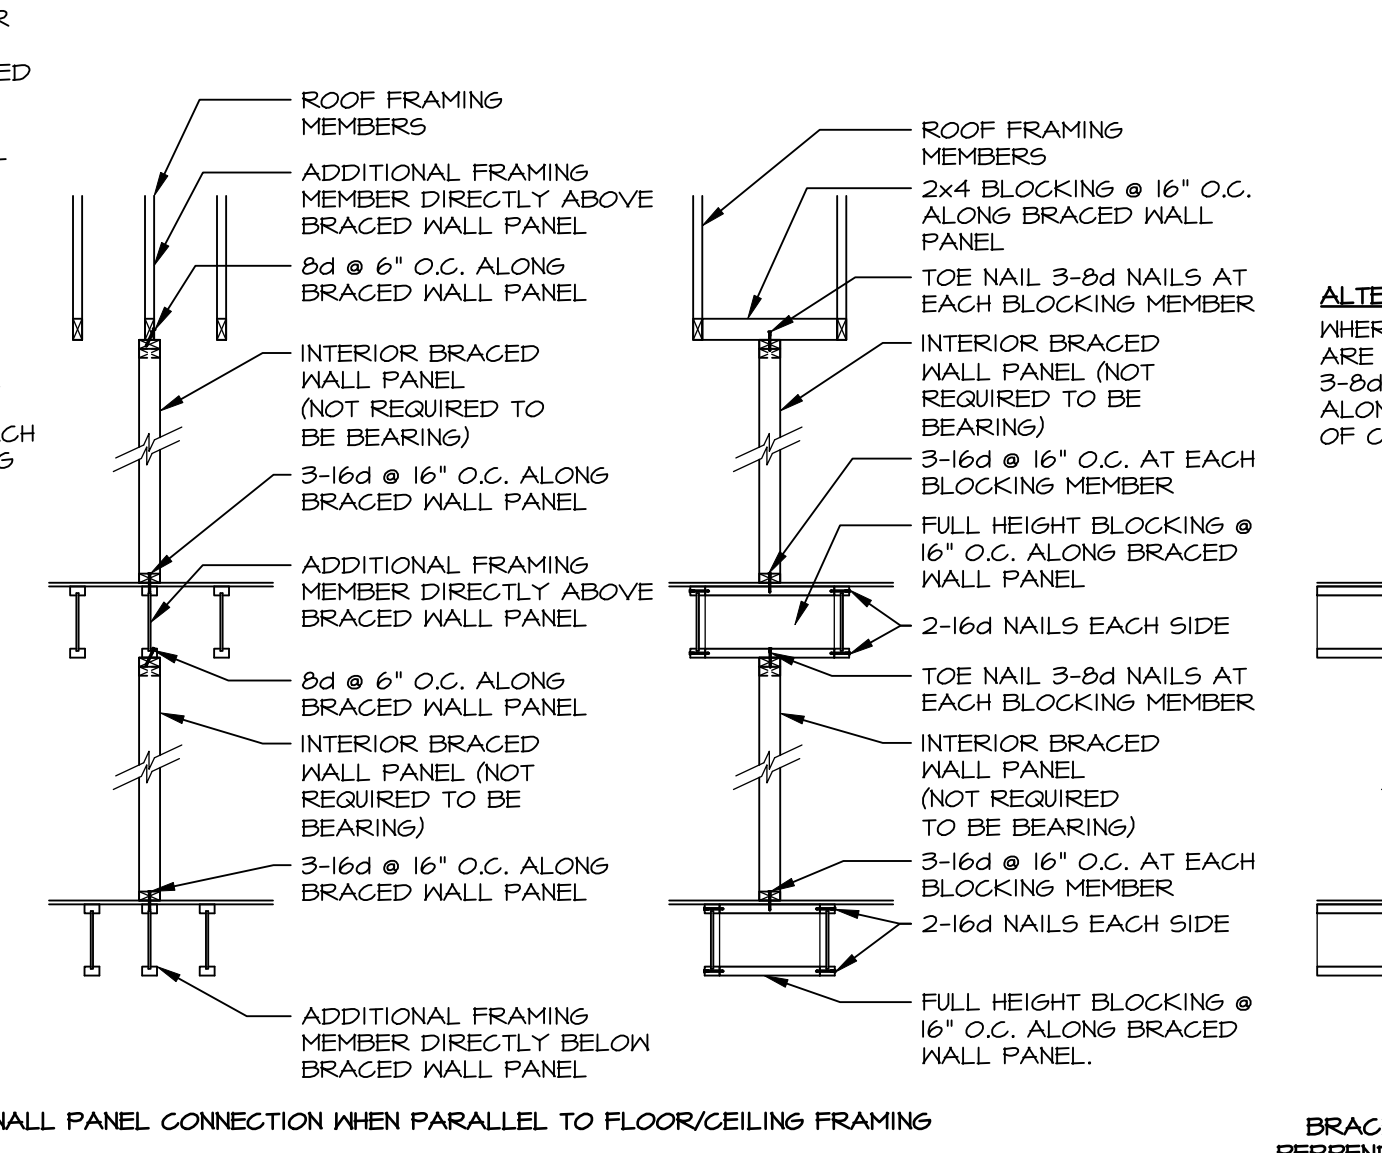 ROOF FRAMING
MEMBERS
ADDITIONAL FRAMING
MEMBER DIRECTLY ABOVE
BRACED WALL PANEL
8d @ 6" O.C. ALONG
BRACED WALL PANEL
INTERIOR BRACED
WALL PANEL
(NOT REQUIRED TO
BE BEARING)
3-16d @ 16" O.C. ALONG
BRACED WALL PANEL
ADDITIONAL FRAMING
MEMBER DIRECTLY ABOVE
BRACED WALL PANEL
8d @ 6" O.C. ALONG
BRACED WALL PANEL
INTERIOR BRACED
WALL PANEL (NOT
REQUIRED TO BE
BEARING)
3-16d @ 16" O.C. ALONG
BRACED WALL PANEL
ADDITIONAL FRAMING
MEMBER DIRECTLY BELOW
BRACED WALL PANEL
ROOF FRAMING
MEMBERS
2x4 BLOCKING @ 16" O.C.
ALONG BRACED WALL
PANEL
TOE NAIL 3-8d NAILS AT
EACH BLOCKING MEMBER
INTERIOR BRACED
WALL PANEL (NOT
REQUIRED TO BE
BEARING)
3-16d @ 16" O.C. AT EACH
BLOCKING MEMBER
FULL HEIGHT BLOCKING @
16" O.C. ALONG BRACED
WALL PANEL
2-16d NAILS EACH SIDE
TOE NAIL 3-8d NAILS AT
EACH BLOCKING MEMBER
INTERIOR BRACED
WALL PANEL
(NOT REQUIRED
TO BE BEARING)
3-16d @ 16" O.C. AT EACH
BLOCKING MEMBER
2-16d NAILS EACH SIDE
FULL HEIGHT BLOCKING @
16" O.C. ALONG BRACED
WALL PANEL.
WALL PANEL CONNECTION WHEN PARALLEL TO FLOOR/CEILING FRAMING
ARE
3-8d